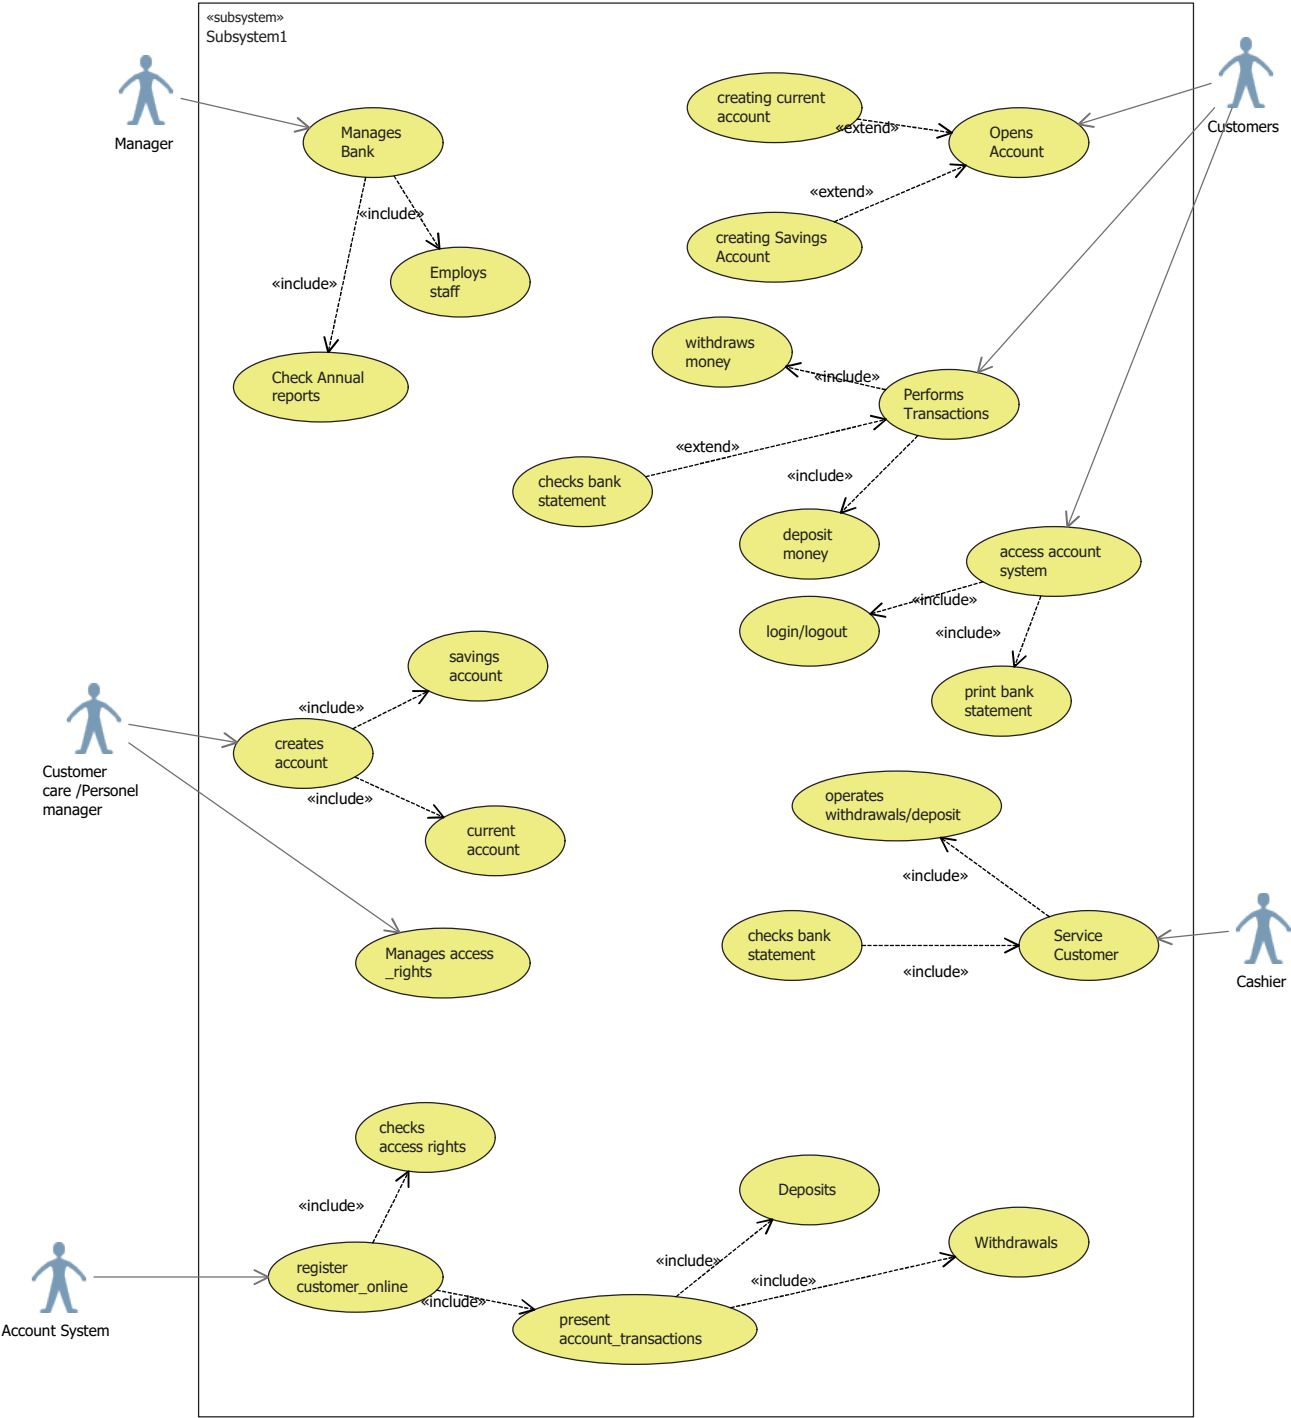 «subsystem»
Subsystem1
Manager
Customers
creating current
account
«extend»
Opens
Account
Manages
Bank
«extend»
«include»
creating Savings
Account
Employs
staff
«include»
withdraws
money
«include»
Check Annual
reports
Performs
Transactions
«extend»
checks bank
statement
«include»
deposit
money
access account
system
«include»
login/logout
«include»
savings
account
print bank
statement
«include»
creates
account
Customer
care /Personel
manager
«include»
operates
withdrawals/deposit
current
account
«include»
checks bank
statement
Service
Customer
«include»
Manages access
_rights
Cashier
checks
access rights
Deposits
«include»
Withdrawals
«include»
register
customer_online
«include»
«include»
present
account_transactions
Account System